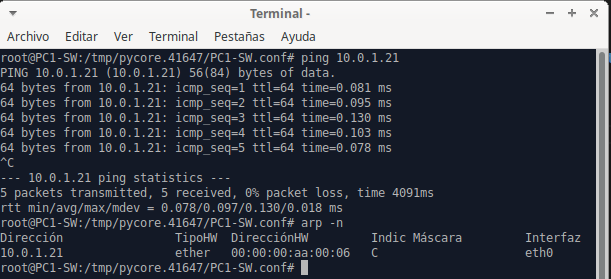 Terminal -
Archivo Editar Ver Terminal Pestañas Ayuda
root@PC1-SW:/tmp/pycore.41647/PC1-SW.conf# ping 10.0.1.21
PING 10.0.1.21 (10.0.1.21) 56(84) bytes of data.
64 bytes from 10.0.1.21: icmp_seq=1 ttl=64 time=0.081 ms
64 bytes from 10.0.1.21: icmp_seq=2 ttl=64 time=0.095 ms
64 bytes from 10.0.1.21: icmp_seq=3 ttl=64 time=0.130 ms
64 bytes from 10.0.1.21: icmp_seq=4 ttl=64 time=0.103 ms
64 bytes from 10.0.1.21: icmp_seq=5 ttl=64 time=0.078 ms
^C
--- 10.0.1.21 ping statistics ---
5 packets transmitted, 5 received, 0% packet loss, time 4091ms
rtt min/avg/max/mdev = 0.078/0.097/0.130/0.018 ms
root@PC1-SW:/tmp/pycore.41647/PC1-SW.conf# arp -n
Dirección TipoHW DirecciónHW Indic Máscara Interfaz
10.0.1.21 ether 00:00:00:aa:00:06 C eth0
root@PC1-SW:/tmp/pycore.41647/PC1-SW.conf#